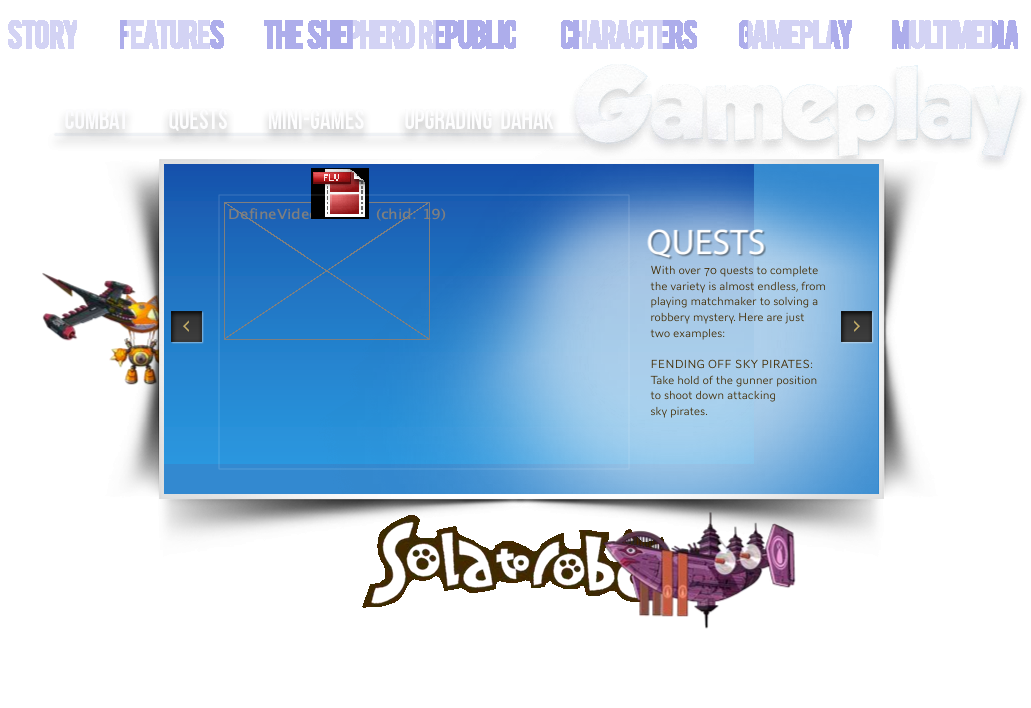 STORY FEATURES THE SHEPHERD REPUBLIC CHARACTERS GAMEPLAY MULTIMEDIA
Gameplay
COMBAT QUESTS MINI-GAMES UPGRADING DAHAK
FLV
DefineVide (chid: 19)
QUESTS
With over 70 quests to complete
the variety is almost endless, from
playing matchmaker to solving a
robbery mystery. Here are just
two examples:
FENDING OFF SKY PIRATES:
Take hold of the gunner position
to shoot down attacking
sky pirates.
Solatorobo